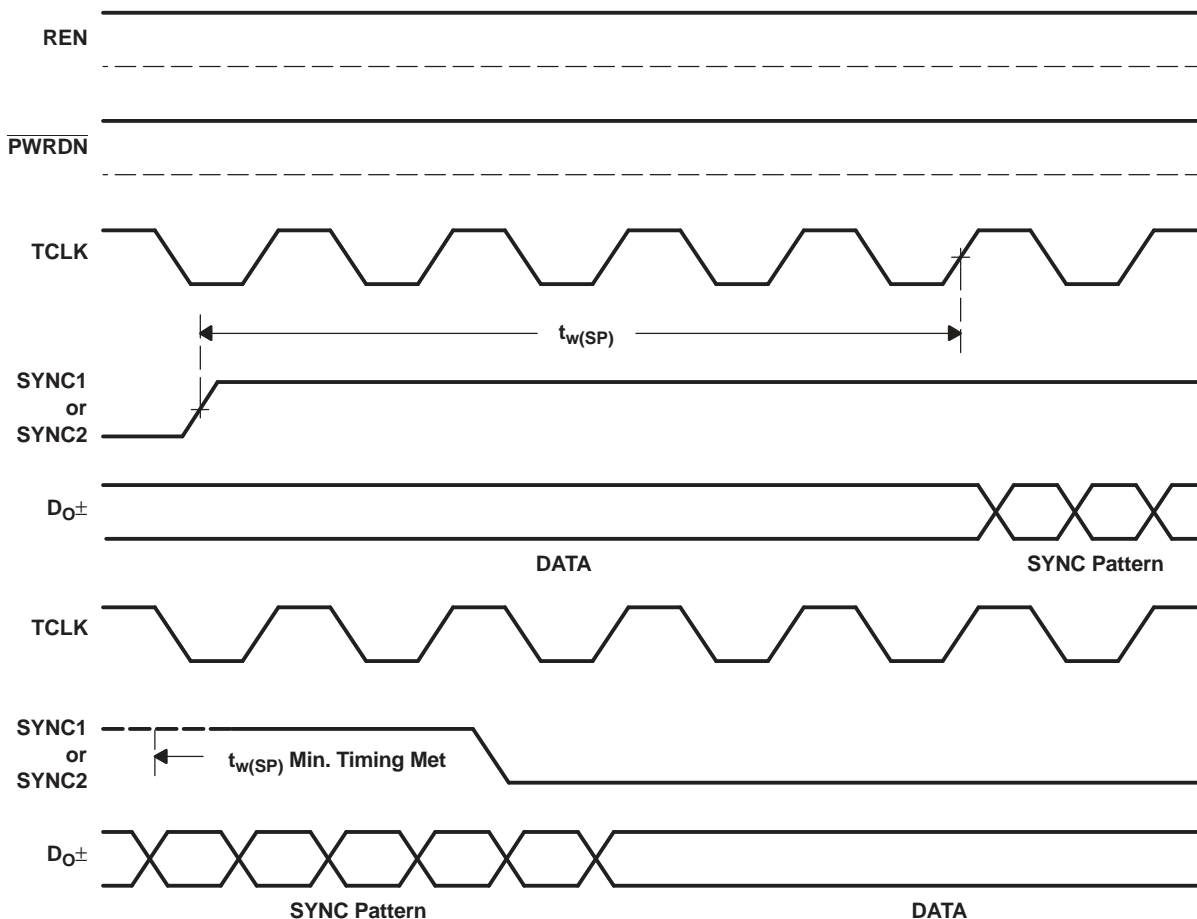 REN
PWRDN
TCLK
tw(SP)
SYNC1
or
SYNC2
DO±
DATA
SYNC Pattern
TCLK
SYNC1
or
SYNC2
tw(SP) Min. Timing Met
DO±
SYNC Pattern
DATA